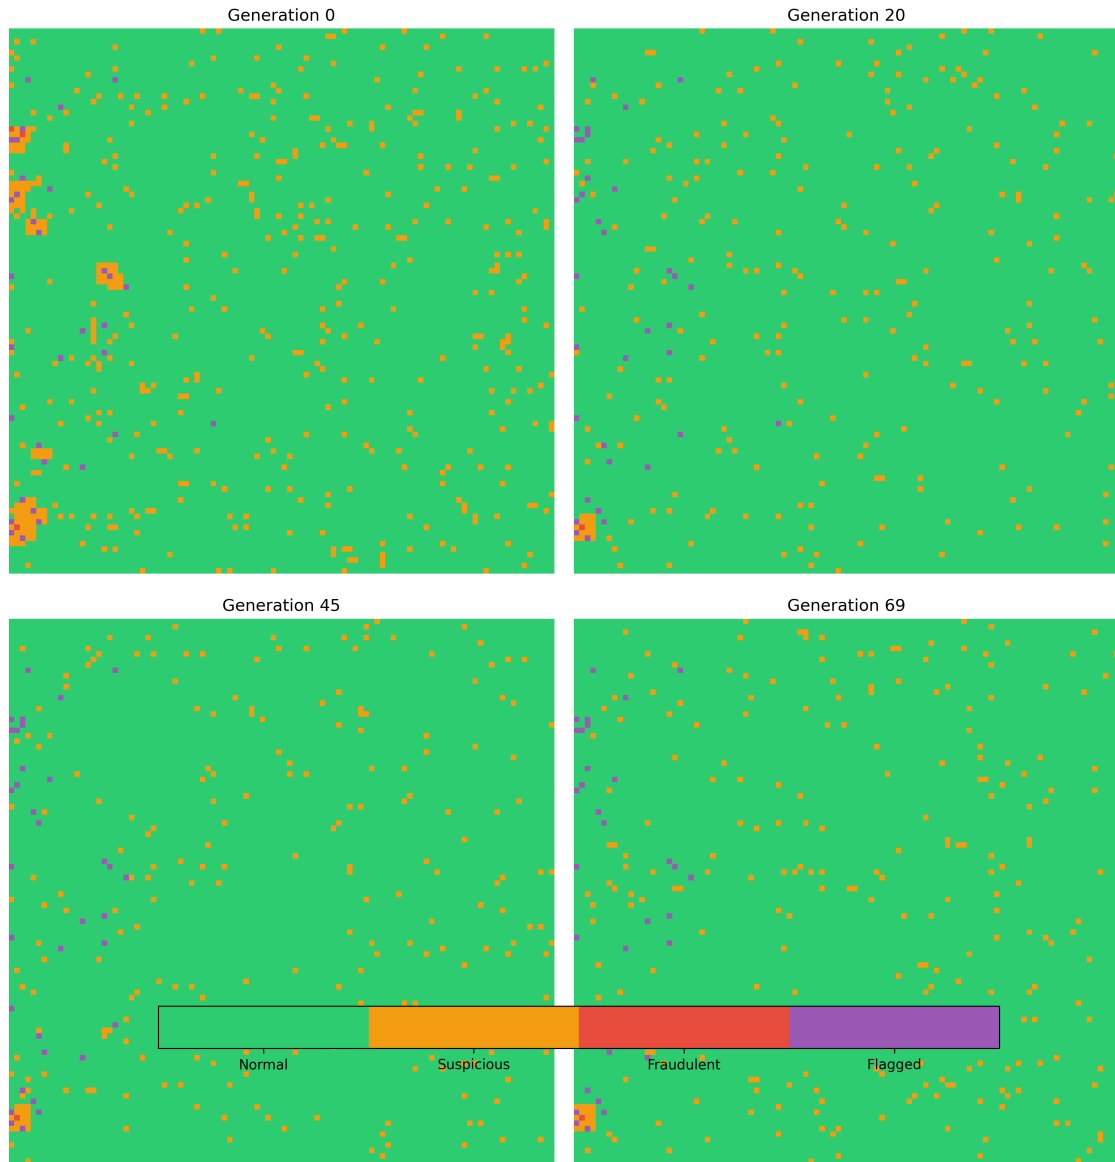 Generation 0
Generation 20
Generation 45
Generation 69
Normal
Suspicious
Fraudulent
Flagged